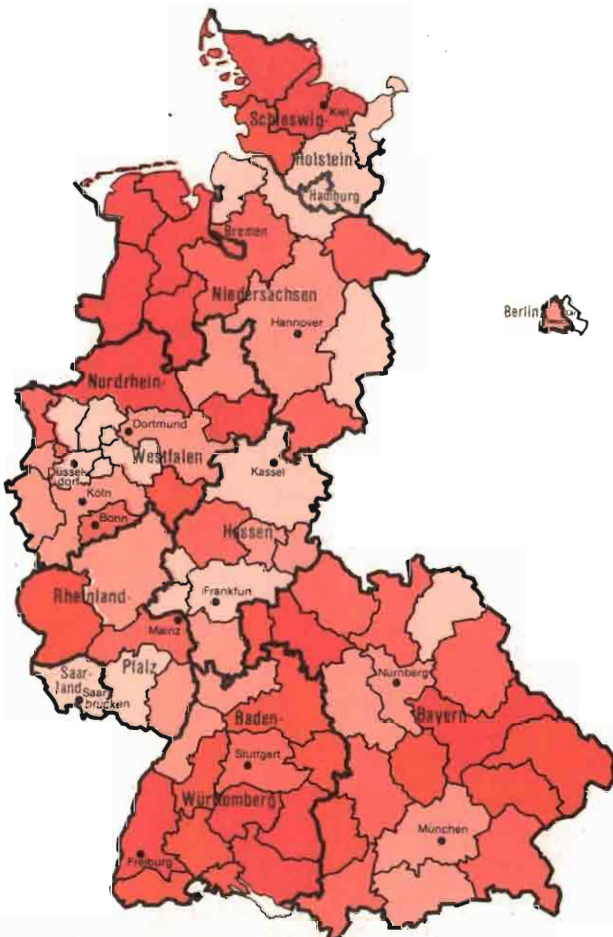 Kiel
Schleswig-
Holstein
Hamburg
Bremen
Niedersachsen
Hannover
Berlin
Nordrhein-
Dortmund
Westfalen
Düssel-
dorf
Kassel
Köln
Bonn
Hessen
Rheinland-
Frankfurt
Mainz
Pfalz
Saar-
land
Saar-
brücken
Nürnberg
Baden-
Bayern
Stuttgart
Württemberg
München
Freiburg